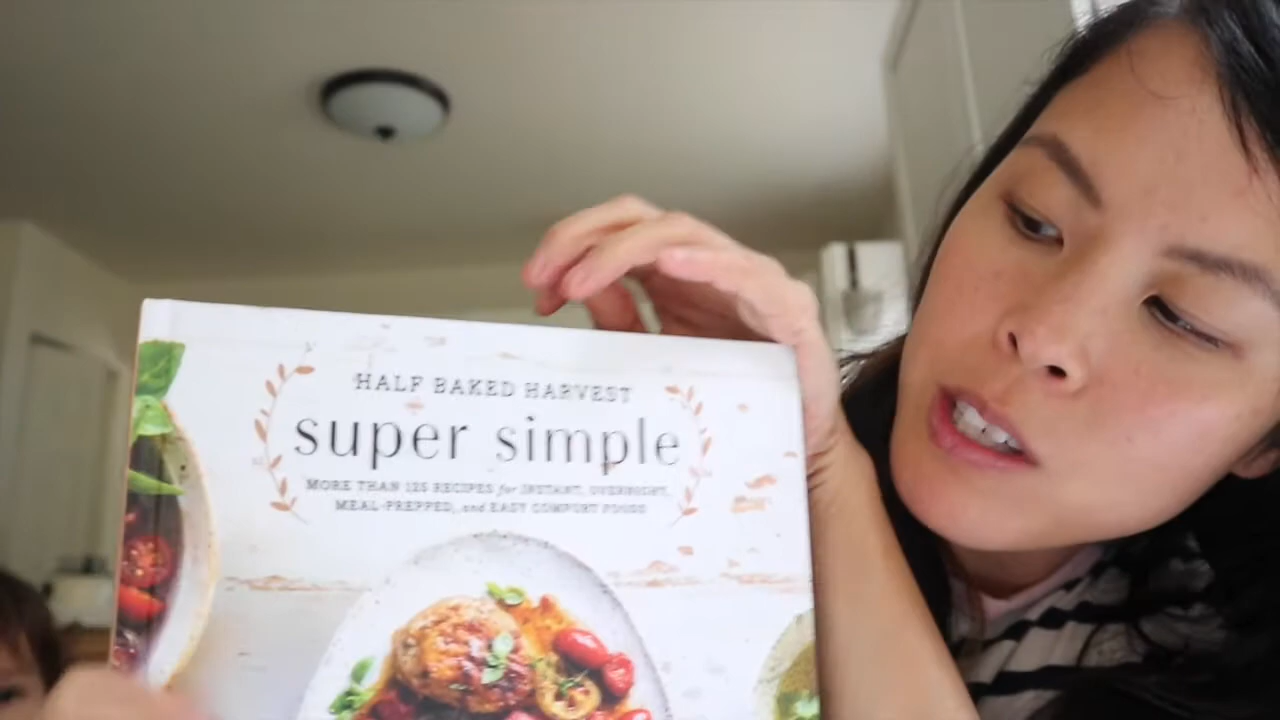 HALF BAKED HARVEST
super simple
MORE THAN 125 RECIPES for INSTANT, OVERNIGHT,
MEAL-PREPPED, and EASY COMFORT FOODS